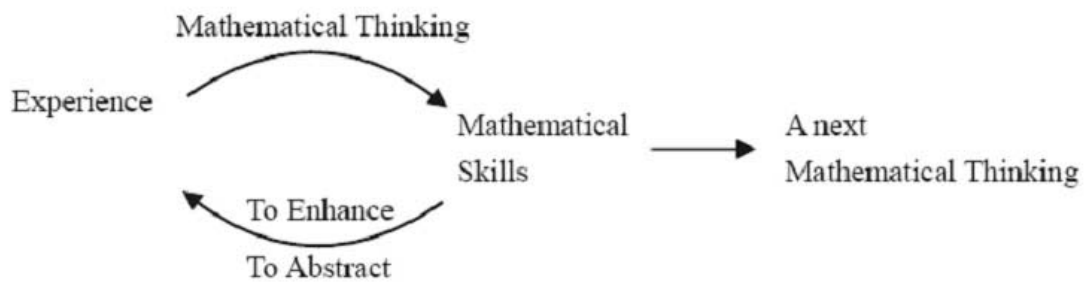 Mathematical Thinking
Experience
Mathematical
Skills
A next
Mathematical Thinking
To Enhance
To Abstract